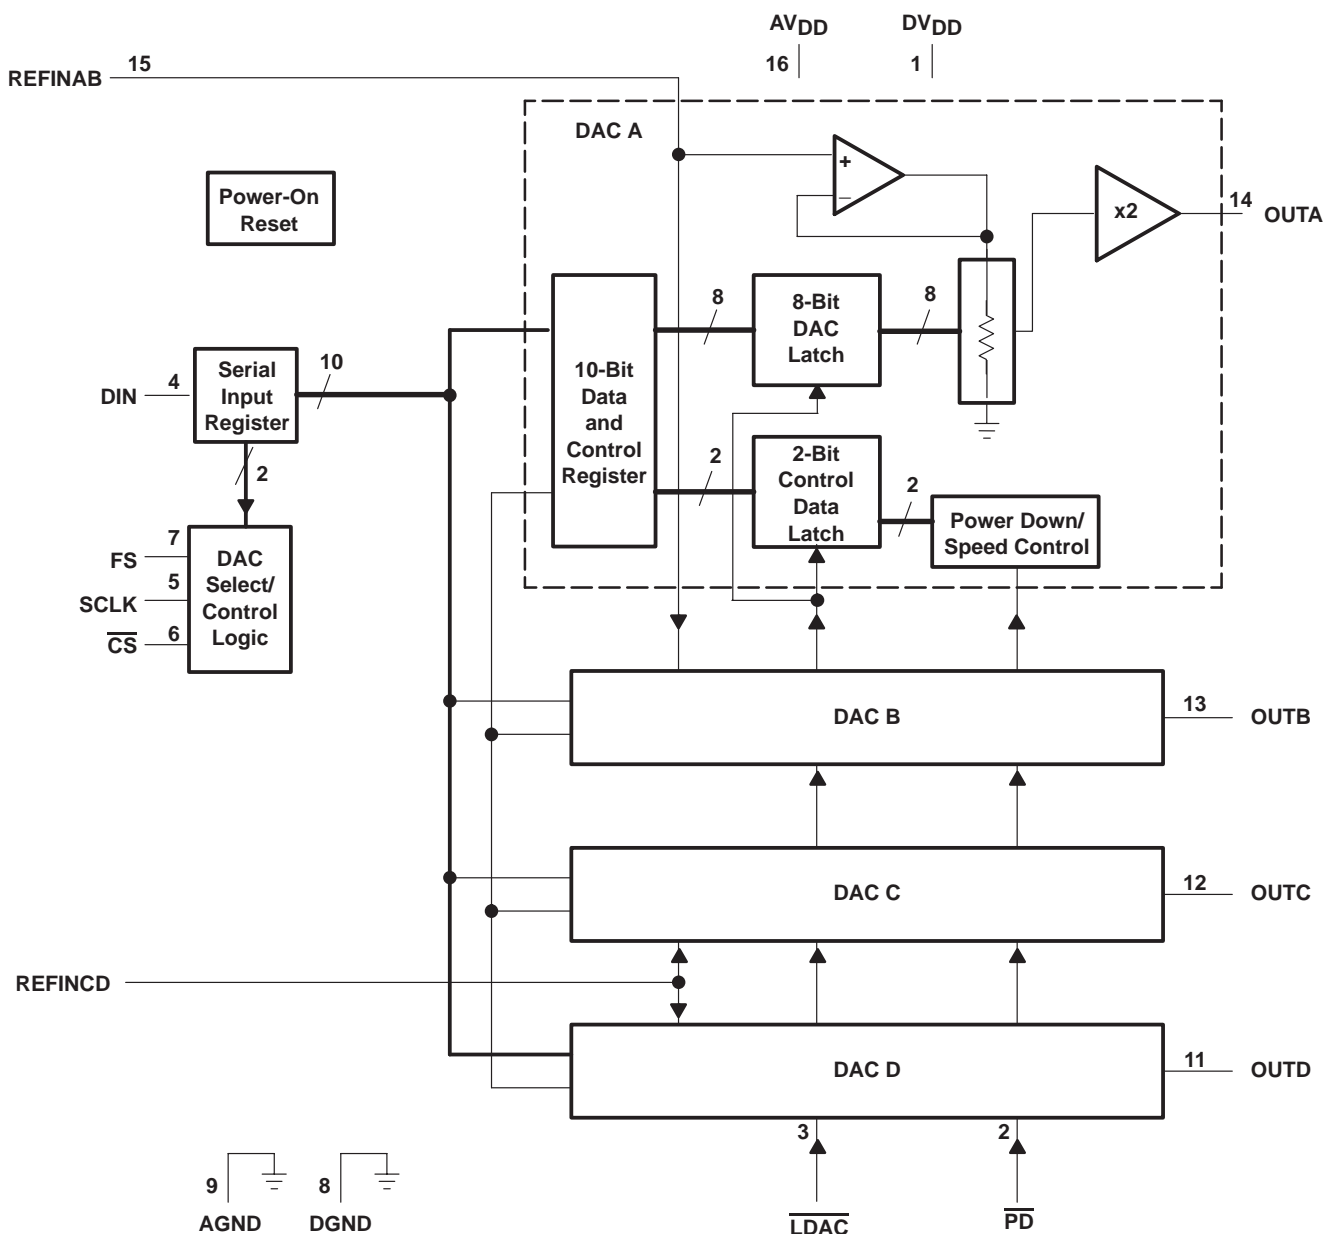 AVDD
DVDD
16
1
REFINAB
15
DAC A
+
–
x2
14
OUTA
Power-On
Reset
8
8-Bit
DAC
Latch
8
10-Bit
Data
and
Control
Register
Serial
Input
Register
10
DIN
4
2
2
2-Bit
Control
Data
Latch
2
Power Down/
Speed Control
FS
7
SCLK
5
CS
6
DAC
Select/
Control
Logic
DAC B
13
OUTB
DAC C
12
OUTC
REFINCD
DAC D
11
OUTD
3
2
9
8
AGND
DGND
LDAC
PD